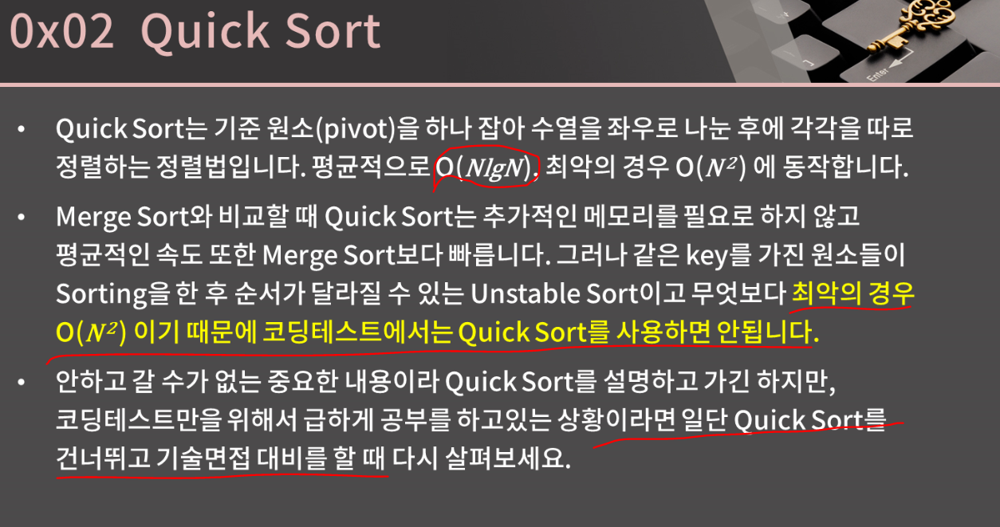 0x02 Quick Sort
• Quick Sort는 기준 원소(pivot)을 하나 잡아 수열을 좌우로 나눈 후에 각각을 따로
정렬하는 정렬법입니다. 평균적으로 O(NlgN). 최악의 경우 O(N²) 에 동작합니다.
• Merge Sort와 비교할 때 Quick Sort는 추가적인 메모리를 필요로 하지 않고
평균적인 속도 또한 Merge Sort보다 빠릅니다. 그러나 같은 key를 가진 원소들이
Sorting을 한 후 순서가 달라질 수 있는 Unstable Sort이고 무엇보다 최악의 경우
O(N²) 이기 때문에 코딩테스트에서는 Quick Sort를 사용하면 안됩니다.
• 안하고 갈 수가 없는 중요한 내용이라 Quick Sort를 설명하고 가긴 하지만,
코딩테스트만을 위해서 급하게 공부를 하고있는 상황이라면 일단 Quick Sort를
건너뛰고 기술면접 대비를 할 때 다시 살펴보세요.
Enter